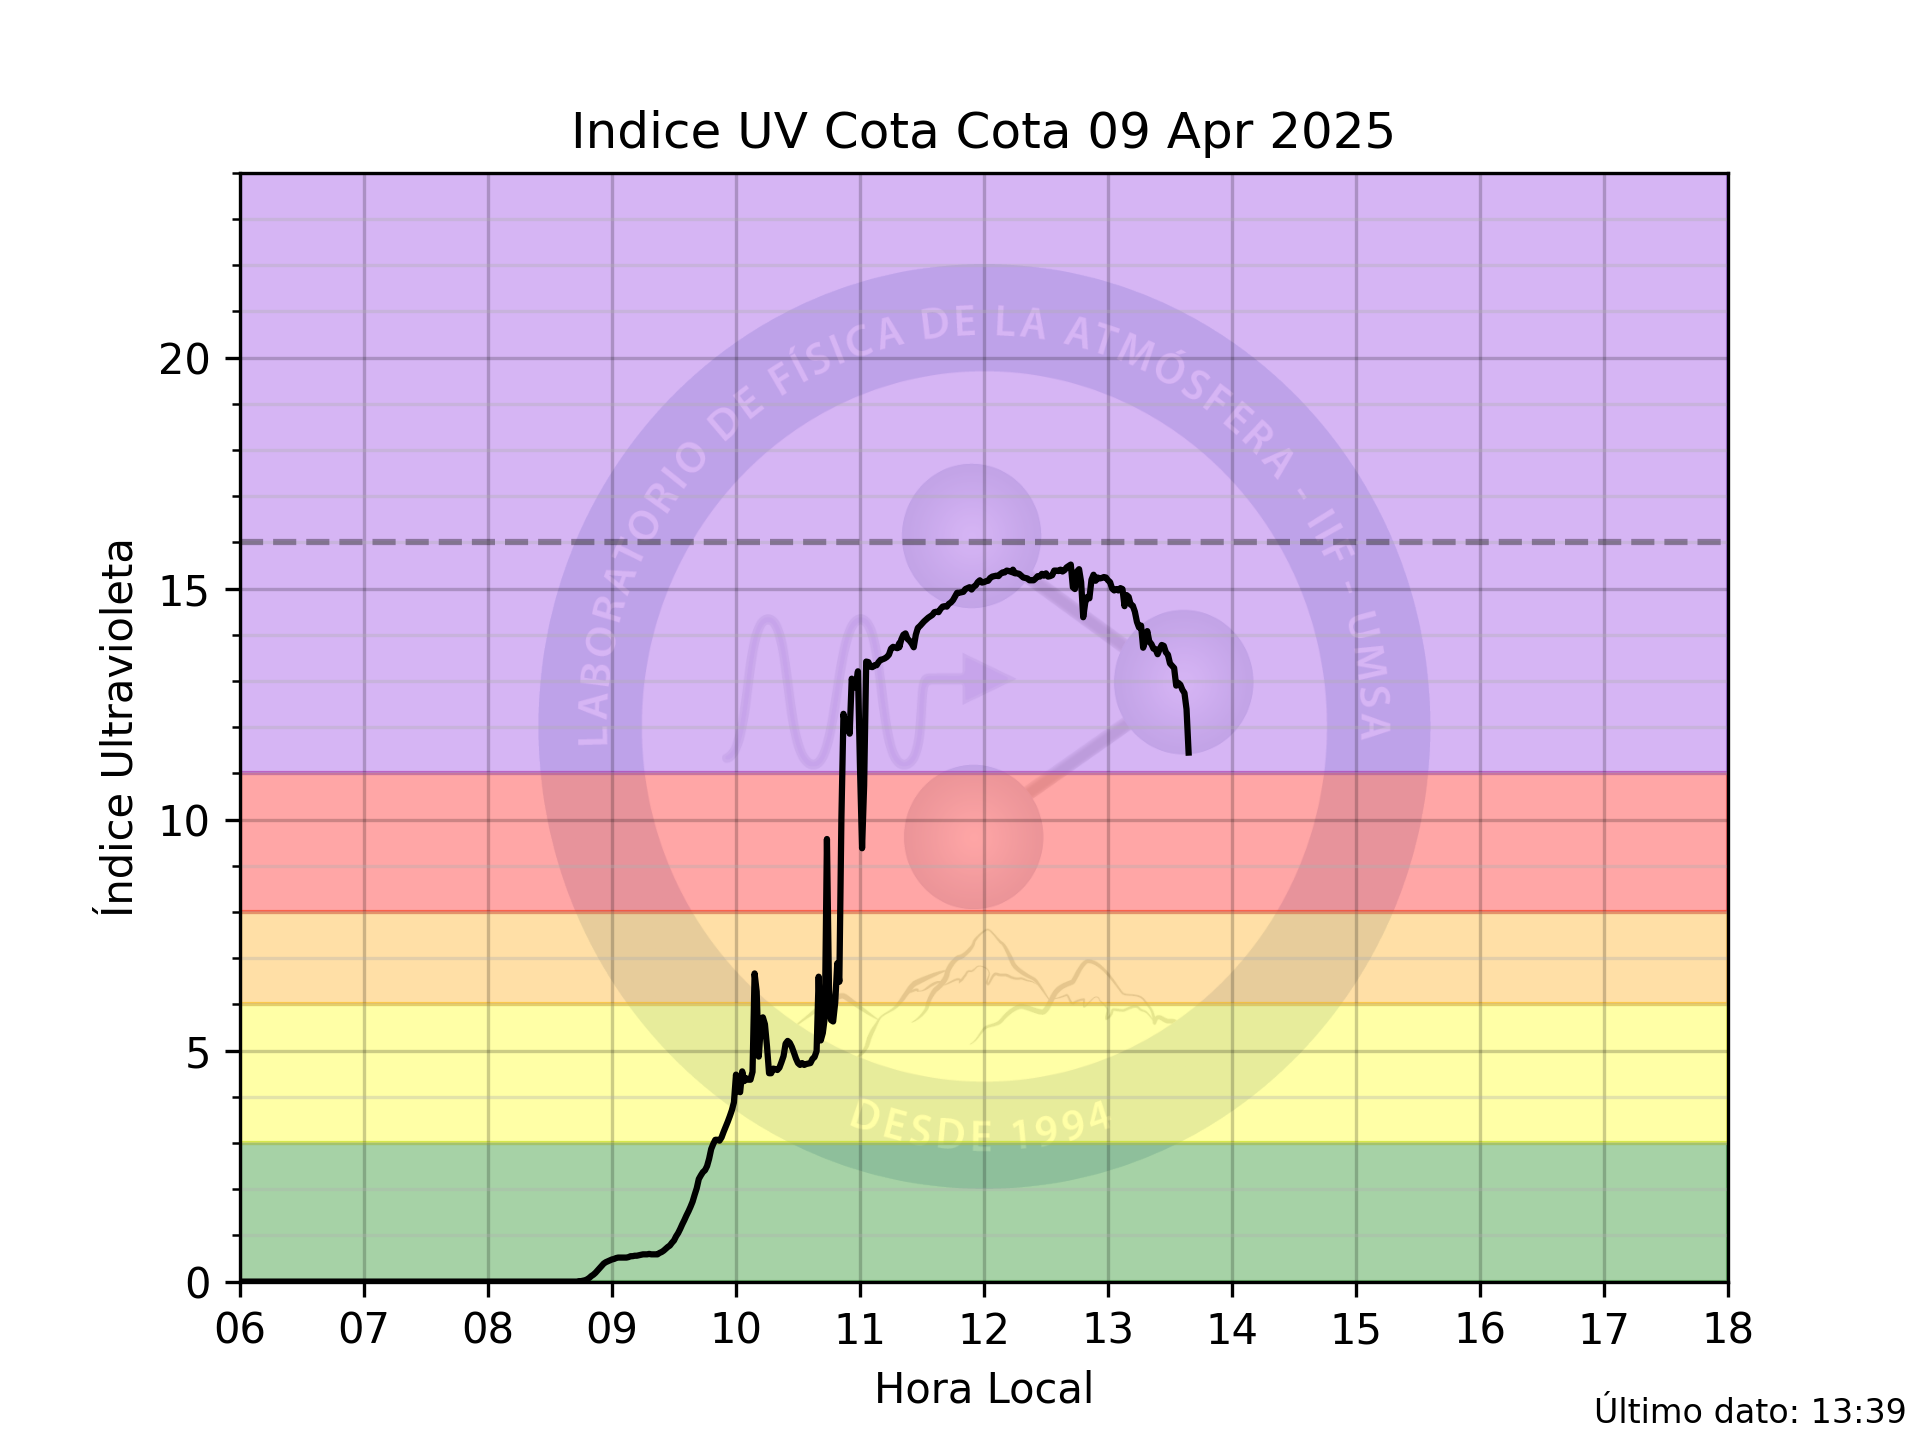 Indice UV Cota Cota 09 Apr 2025
Índice Ultravioleta
20
15
10
5
0
LABORATORIO DE FÍSICA DE LA ATMÓSFERA - IIF - UMSA
DESDE 1994
06 07 08 09 10 11 12 13 14 15 16 17 18
Hora Local
Último dato: 13:39